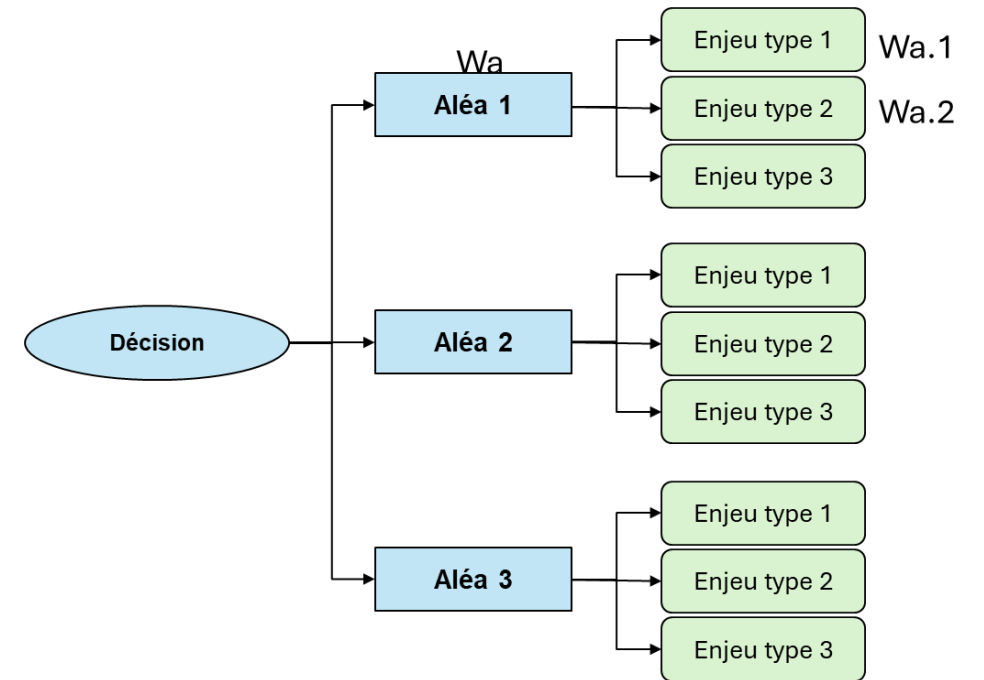 Enjeu type 1
Wa.1
Wa
Aléa 1
Enjeu type 2
Wa.2
Enjeu type 3
Enjeu type 1
Décision
Aléa 2
Enjeu type 2
Enjeu type 3
Enjeu type 1
Aléa 3
Enjeu type 2
Enjeu type 3